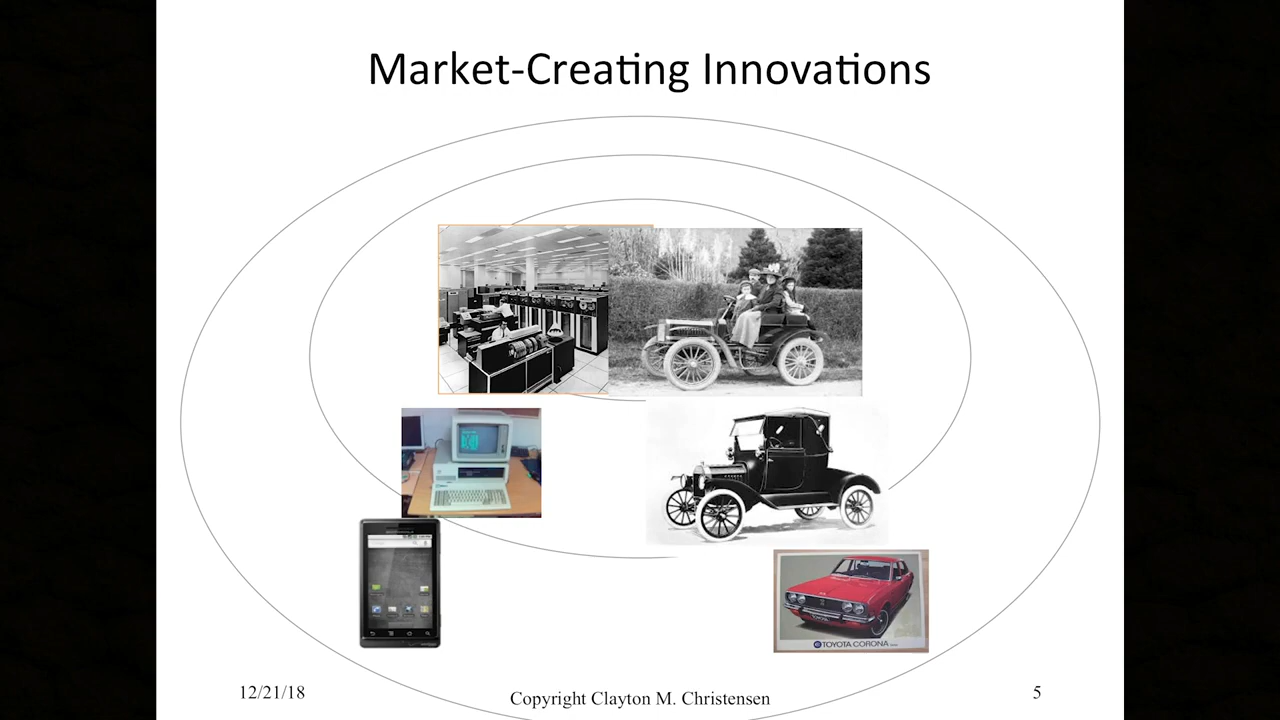 Market-Creating Innovations
TOYOTA CORONA
12/21/18
Copyright Clayton M. Christensen
5